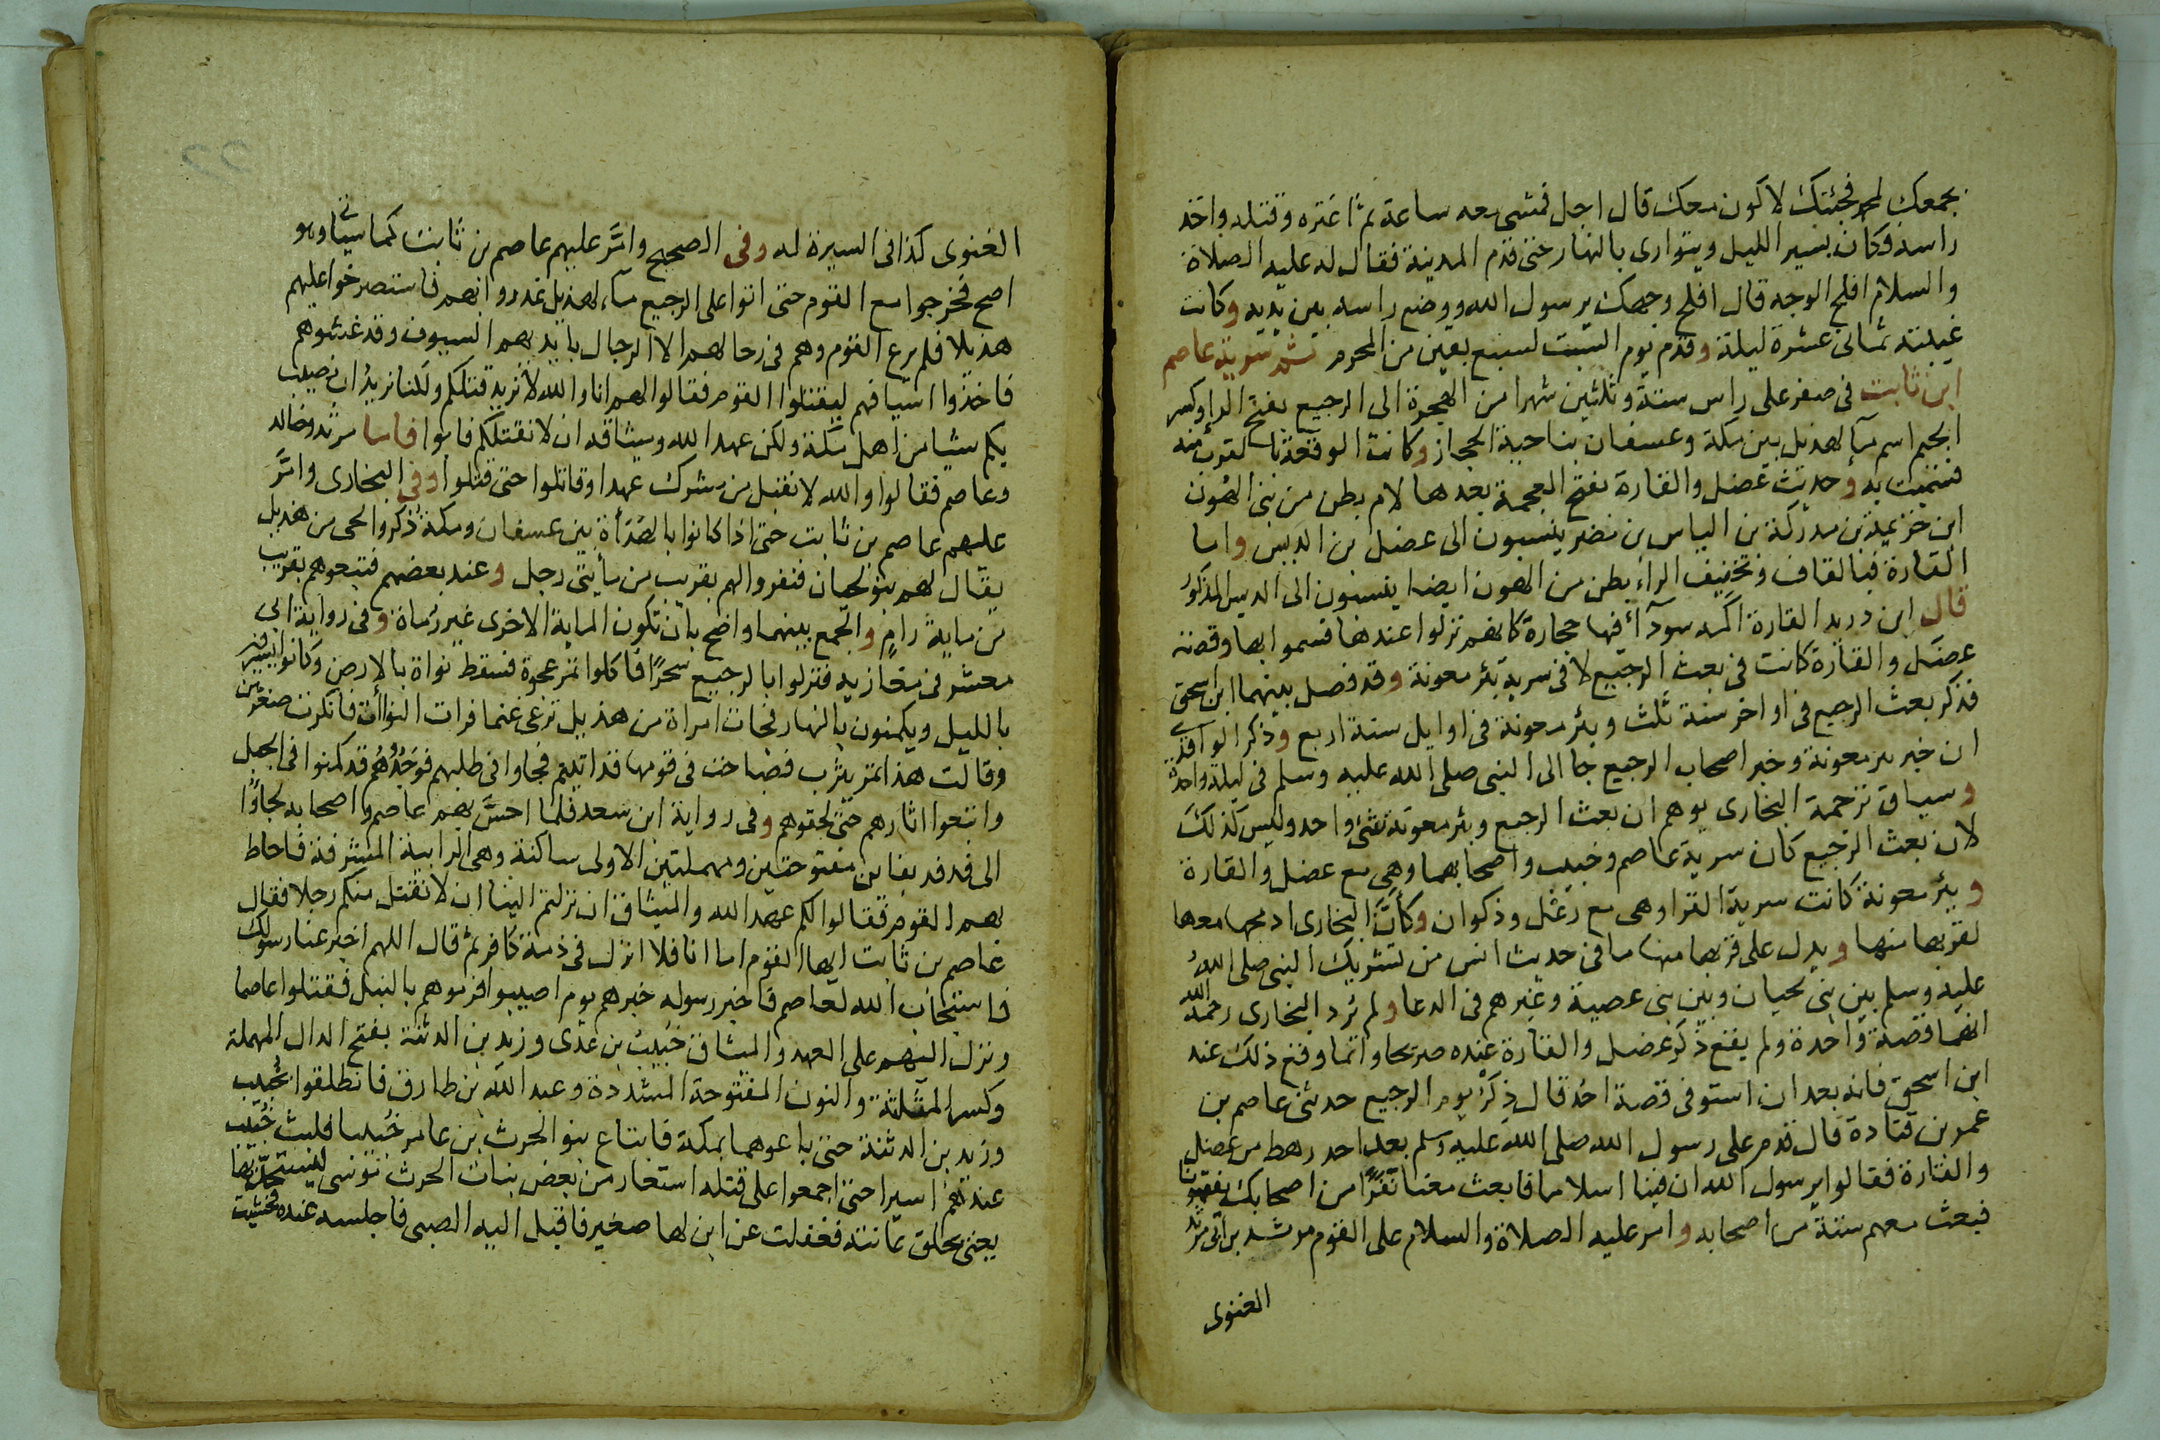 بجمعك لمحمد فجئتك لاكون معك قال اجل فمشى معه ساعة ثم اغتره وقتله واخذ
راسه وكان يسير الليل ويتوارى بالنهار حتى قدم المدينة فقال له عليه الصلاة
والسلام افلح الوجه قال افلح وجهك يرسول الله ووضع راسه بين يديه وكانت
غيبته ثمانى عشرة ليلة وقدم يوم السبت لسبع بقين من المحرم ثم سرية عاصم
ابن ثابت فى صفر على راس ستة وثلثين شهرا من الهجرة الى الرجيع بفتح الراء وكسر
الجيم اسم ماء لهذيل بين مكة وعسفان بناحية الحجاز وكانت الوقعة بالقرب منه
فسميت به وحديث عضل والقارة بفتح المعجمة بعدها لام بطن من بنى الهون
ابن خزيمة بن مدركة بن الياس بن مضر ينسبون الى عضل بن الديس واما
القارة فبالقاف وتخفيف الراء بطن من الهون ايضا ينسبون الى الديس المذكور
قال ابن دريد القارة اكمة سوداء فيها حجارة كانهم نزلوا عندها فسموا بها وقصة
عضل والقارة كانت فى بعث الرجيع لا فى سرية بئر معونة وقد فصل بينهما ابن اسحق
فذكر بعث الرجيع فى اواخر سنة ثلث وبئر معونة فى اوايل سنة اربع وذكر الواقدى
ان خبر بئر معونة وخبر اصحاب الرجيع جا الى النبى صلى الله عليه وسلم فى ليلة واحدة
وسياق ترجمة البخارى يوهم ان بعث الرجيع وبئر معونة شئ واحد وليس كذلك
لان بعث الرجيع كان سرية عاصم وخبيب واصحابهما وهى مع عضل والقارة
وبئر معونة كانت سرية القرا وهى مع رعل وذكوان وكأن البخارى ادمجها معها
لقربها منها ويدل على قربها منها ما فى حديث انس من تشريك النبى صلى الله
عليه وسلم بين بنى لحيان وبين بنى عصية وغيرهم فى الدعا ولم يرد البخارى رحمه الله
انهما قصة واحدة ولم يقع ذكر عضل والقارة عنده صريحا وانما وقع ذلك عند
ابن اسحق فانه بعد ان استوفى قصة احد قال ذكر يوم الرجيع حدثنى عاصم بن
عمر بن قتادة قال قدم على رسول الله صلى الله عليه وسلم بعد احد رهط من عضل
والقارة فقالوا يرسول الله ان فينا اسلاما فابعث معنا نفرا من اصحابك يفقهونا
فبعث معهم ستة من اصحابه وامر عليه الصلاة والسلام على القوم مرشد بن ابى مرثد
الغنوى
الغنوى كذا فى السيرة له وفى الصحيح وامر عليهم عاصم بن ثابت كما سياتى وهو
اصح فخرجوا مع القوم حتى اتوا على الرجيع ماء لهذيل غدروا بهم فاستصرخوا عليهم
هذيلا فلم يرع القوم وهم فى رحالهم الا الرجال بايديهم السيوف وقد غشوهم
فاخذوا اسيافهم ليقتلوا القوم فقالوا لهم انا والله لا نريد قتلكم ولكنا نريد ان نصيب
بكم شيا من اهل مكة ولكن عهد الله وميثاقه ان لا نقتلكم فابوا فاما مرثد وخالد
وعاصم فقالوا والله لا نقبل من مشرك عهدا وقاتلوا حتى قتلوا وفى البخارى وامر
عليهم عاصم بن ثابت حتى اذا كانوا بالهدأة بين عسفان ومكة ذكروا لحى من هذيل
يقال لهم بنو لحيان فنفروا لهم بقريب من مأيتى رجل وعند بعضهم فتبعوهم بقريب
من ماية رام والجمع بينهما واضح بان تكون الماية الاخرى غير رماة وفى رواية ابى
معشر فى مغازيه فنزلوا بالرجيع سحرا فاكلوا تمر عجوة فسقط نواة بالارض وكانوا يسيرون
بالليل ويكمنون بالنهار فجات امراة من هذيل ترعى غنما فرات النوأات فانكرت صغرهن
وقالت هذا تمر يثرب فصاحت فى قومها قد اتيتم فجاوا فى طلبهم فوجدوهم قد كمنوا فى الجبل
واتبعوا اثارهم حتى لحقوهم وفى رواية ابن سعد فلما احس بهم عاصم واصحابه لجاؤا
الى فدفد بفاين مفتوحتين ومهملتين الاولى ساكنة وهى الرابية المشرفة فاحاط
بهم القوم فقالوا لكم عهد الله والميثاق ان نزلتم الينا ان لا نقتل منكم رجلا فقال
عاصم بن ثابت ايها القوم اما انا فلا انزل فى ذمة كافر ثم قال اللهم اخبر عنا رسولك
فاستجاب الله لعاصم فاخبر رسوله خبرهم يوم اصيبوا فرموهم بالنبل فقتلوا عاصما
ونزل اليهم على العهد والميثاق خبيب بن عدى وزيد بن الدثنة بفتح الدال المهملة
وكسر المثلثة والنون المفتوحة المشددة وعبد الله بن طارق فانطلقوا بخبيب
وزيد بن الدثنة حتى باعوهما بمكة فابتاع بنو الحرث بن عامر خبيبا فلبث خبيب
عندهم اسيرا حتى اجمعوا على قتله استعار من بعض بنات الحرث موسى ليستحد بها
يعنى يحلق عانته فغفلت عن ابن لها صغير فاقبل اليه الصبى فاجلسه عنده فخشيت